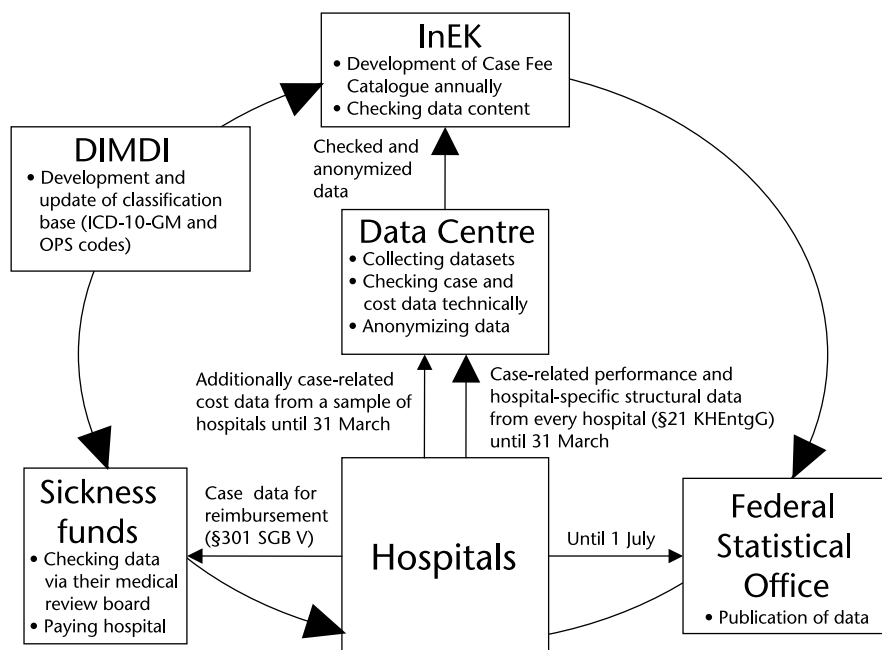 InEK
• Development of Case Fee
Catalogue annually
• Checking data content
DIMDI
• Development and
update of classification
base (ICD-10-GM and
OPS codes)
Checked and
anonymized
data
Data Centre
• Collecting datasets
• Checking case and
cost data technically
• Anonymizing data
Additionally case-related
cost data from a sample of
hospitals until 31 March
Case-related performance and
hospital-specific structural data
from every hospital (§21 KHEntgG)
until 31 March
Sickness
funds
• Checking data
via their medical
review board
• Paying hospital
Case data for
reimbursement
(§301 SGB V)
Hospitals
Until 1 July
Federal
Statistical
Office
• Publication of data